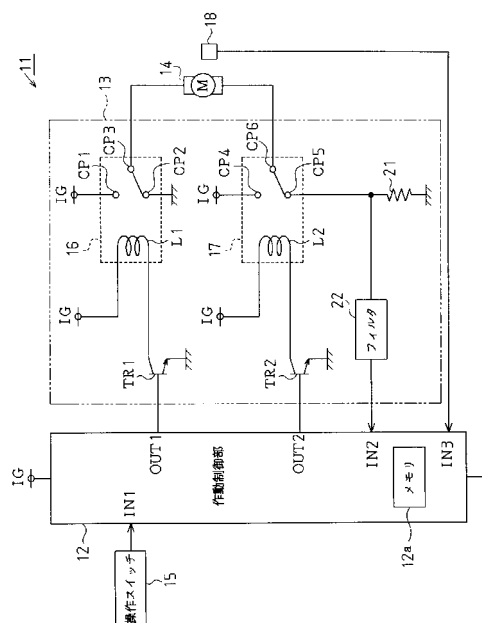 11
18
13
14
M
CP3
CP6
IG
CP1
CP2
IG
CP4
CP5
16
17
21
L1
L2
IG
IG
22
フィルタ
TR1
TR2
OUT1
OUT2
IN2
IN3
IG
IN1
作動制御部
メモリ
12
12a
操作スイッチ
15